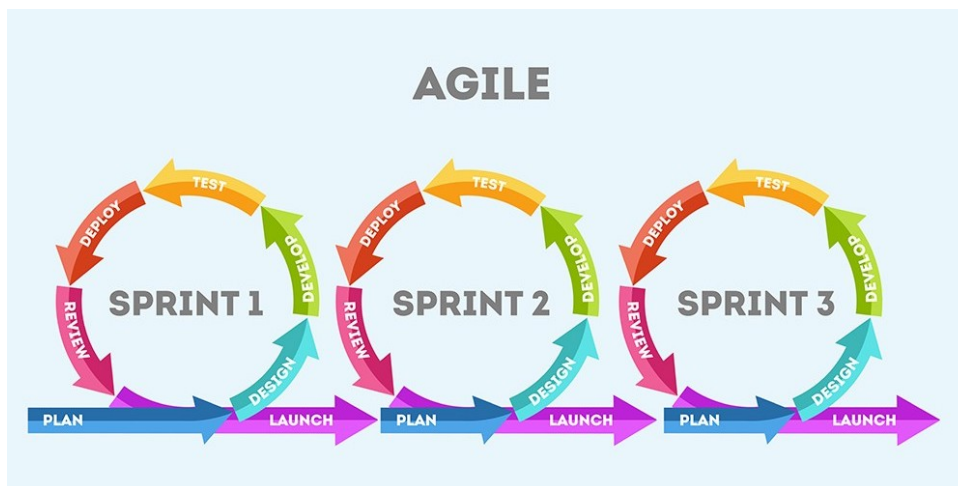 AGILE
SPRINT 1
PLAN
DESIGN
DEVELOP
TEST
DEPLOY
REVIEW
LAUNCH
SPRINT 2
PLAN
DESIGN
DEVELOP
TEST
DEPLOY
REVIEW
LAUNCH
SPRINT 3
PLAN
DESIGN
DEVELOP
TEST
DEPLOY
REVIEW
LAUNCH